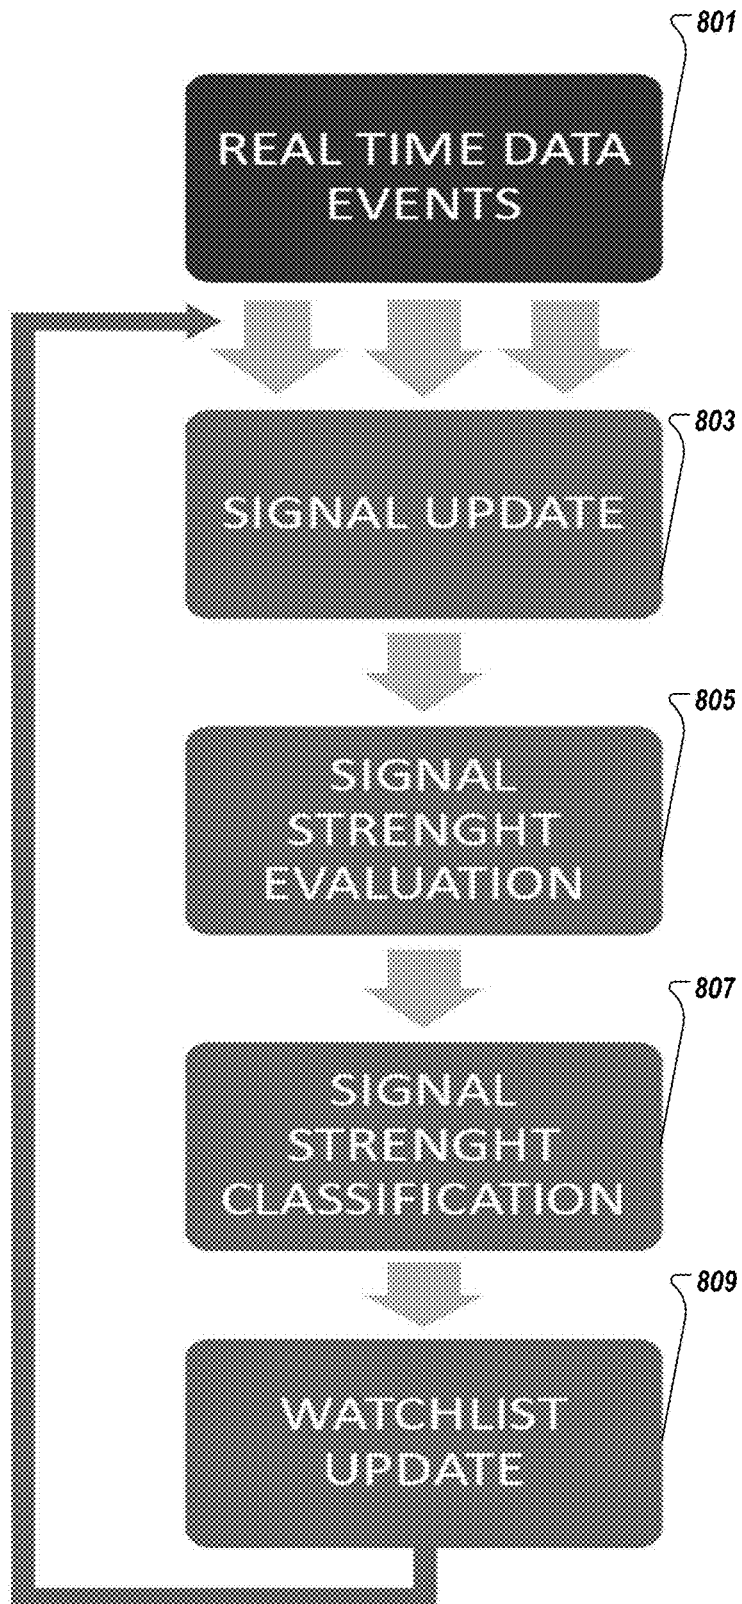 801
REAL TIME DATA
EVENTS
803
SIGNAL UPDATE
805
SIGNAL
STRENGHT
EVALUATION
807
SIGNAL
STRENGHT
CLASSIFICATION
809
WATCHLIST
UPDATE